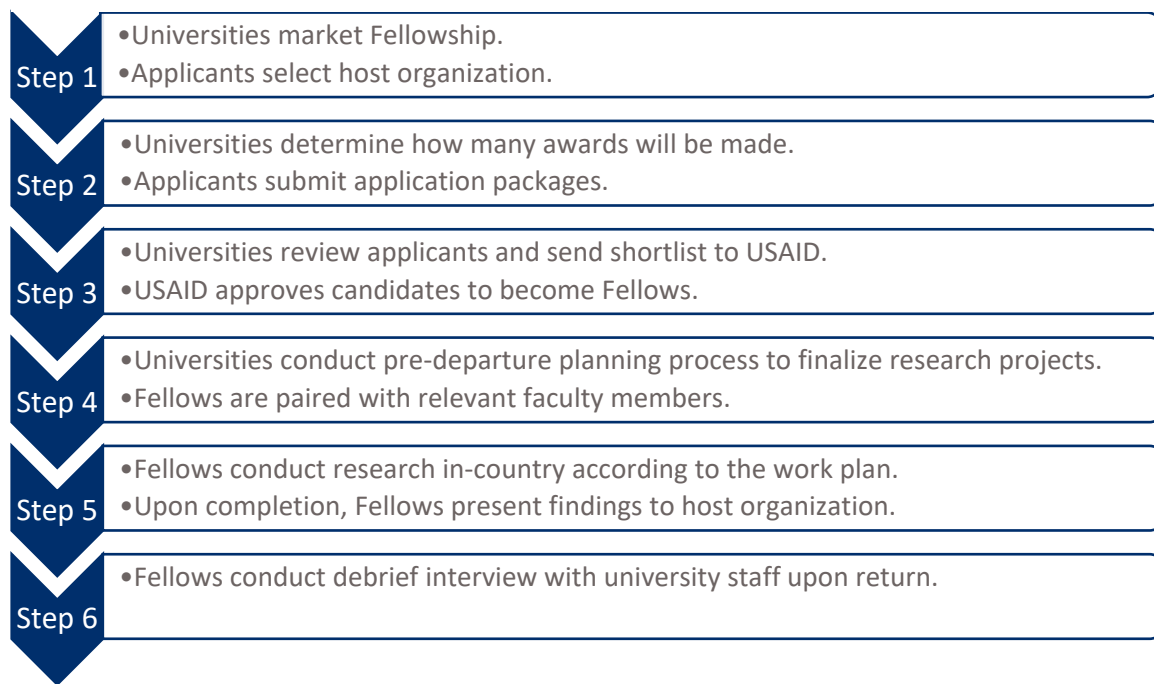 Step 1
•Universities market Fellowship.
•Applicants select host organization.
Step 2
•Universities determine how many awards will be made.
•Applicants submit application packages.
Step 3
•Universities review applicants and send shortlist to USAID.
•USAID approves candidates to become Fellows.
Step 4
•Universities conduct pre-departure planning process to finalize research projects.
•Fellows are paired with relevant faculty members.
Step 5
•Fellows conduct research in-country according to the work plan.
•Upon completion, Fellows present findings to host organization.
Step 6
•Fellows conduct debrief interview with university staff upon return.